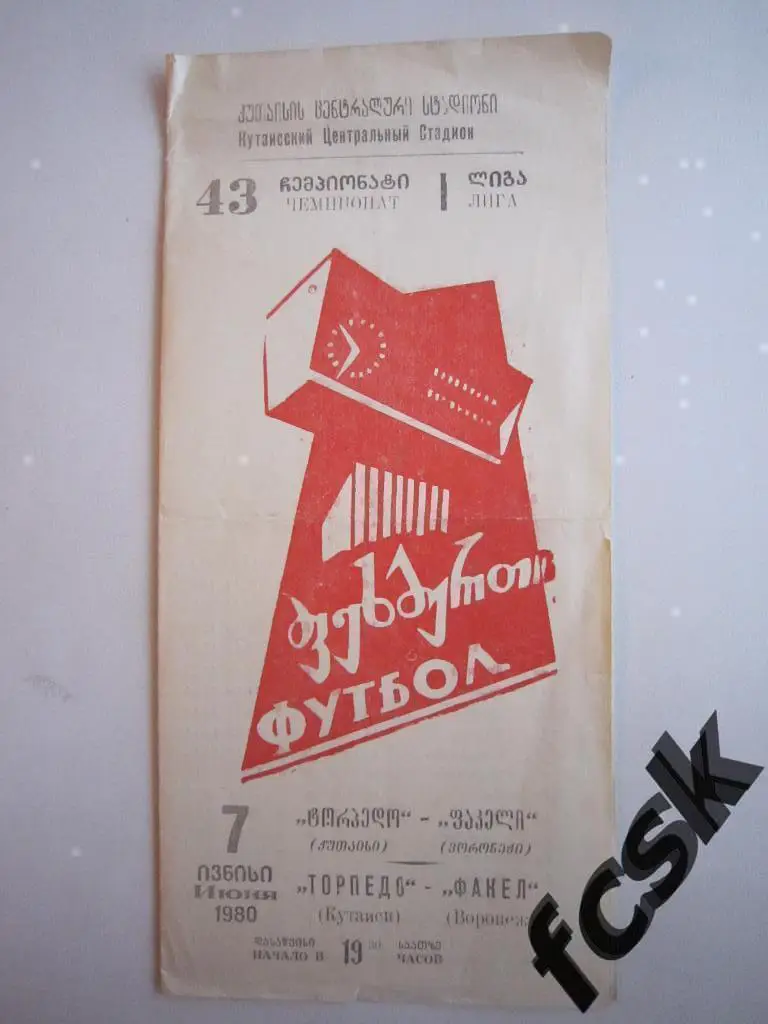 ქუთაისის ცენტრალური სტადიონი
Кутаисский Центральный Стадион
43 ჩემპიონატი I ლიგა
ЧЕМПИОНАТ ЛИГА
ფეხბურთი
ФУТБОЛ
7 „ტორპედო“ - „ფაკელი“
(ქუთაისი) (ვორონეჟი)
ივნისი
Июня
1980
„ТОРПЕДО“ - „ФАКЕЛ“
(Кутаиси) (Воронеж
დასაწყისი 19 საათზე
НАЧАЛО В ЧАСОВ
fcsk